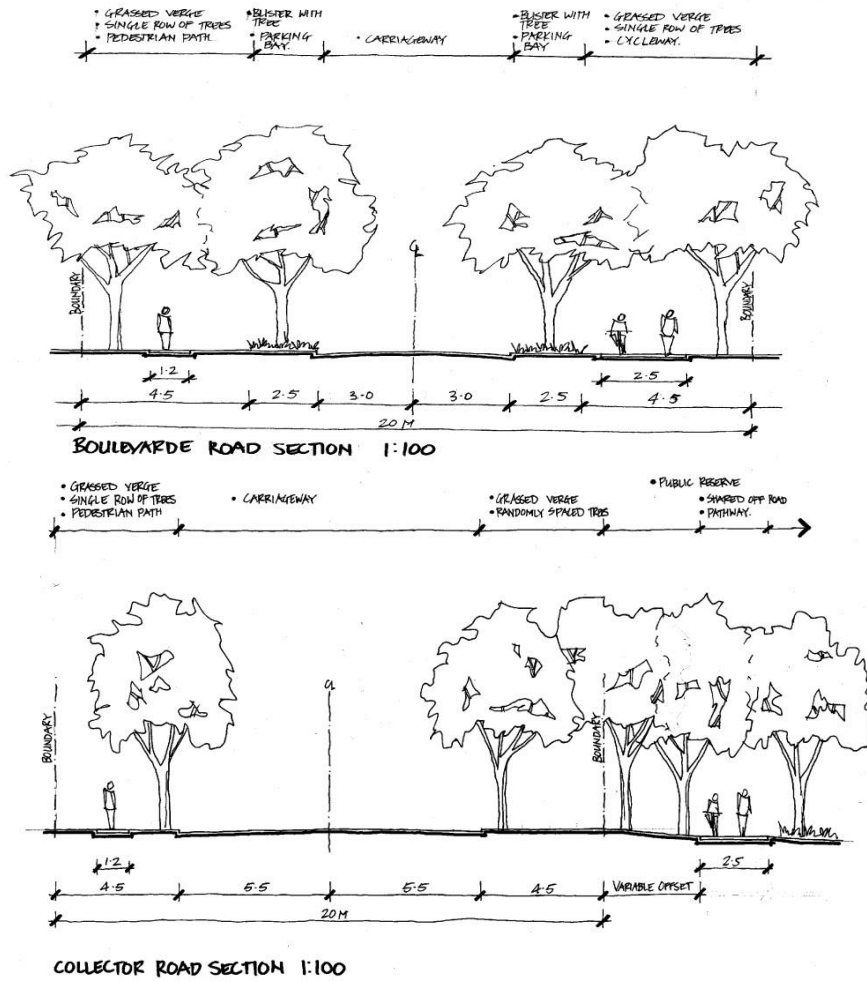 • GRASSED VERGE
• SINGLE ROW OF TREES
• PEDESTRIAN PATH
• BLISTER WITH
TREE
• PARKING
BAY.
• CARRIAGEWAY
• BLISTER WITH
TREE
• PARKING
BAY
• GRASSED VERGE
• SINGLE ROW OF TREES
• CYCLEWAY.
BOUNDARY
BOUNDARY
1·2
2·5
4·5
2·5
3·0
3·0
2·5
4·5
20 M
BOULEVARDE ROAD SECTION 1:100
• GRASSED VERGE
• SINGLE ROW OF TREES
PEDESTRIAN PATH
• CARRIAGEWAY
• GRASSED VERGE
• RANDOMLY SPACED TREES
• PUBLIC RESERVE
• SHARED OFF ROAD
• PATHWAY.
BOUNDARY
BOUNDARY
1·2
2·5
4·5
5·5
5·5
4·5
VARIABLE OFFSET
20M
COLLECTOR ROAD SECTION 1:100